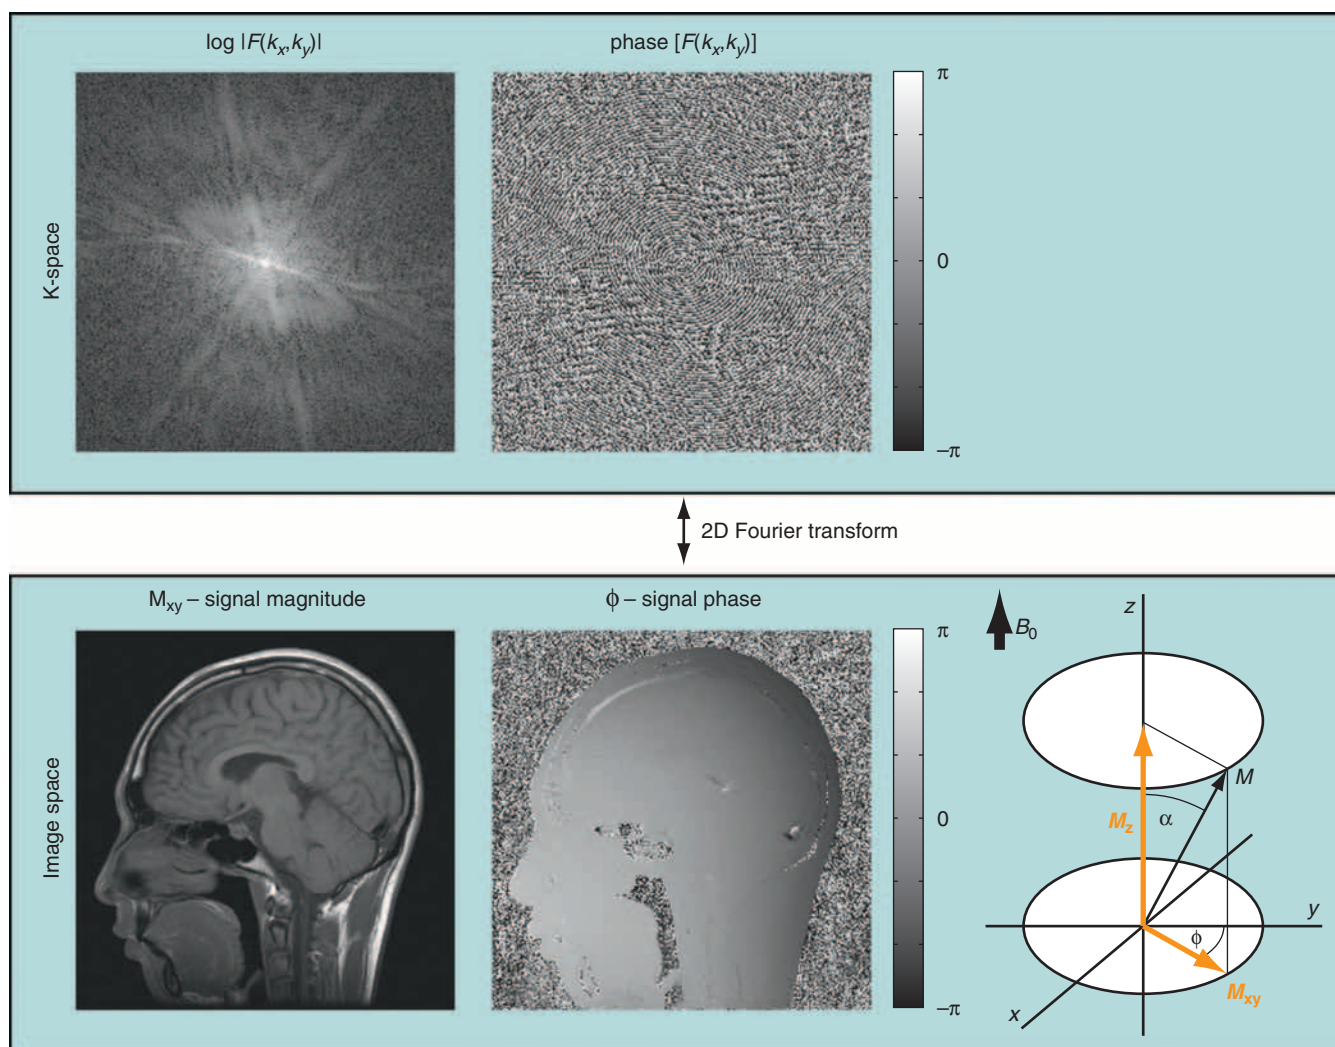 log |F(kx,ky)|
phase [F(kx,ky)]
π
0
−π
K-space
2D Fourier transform
Mxy – signal magnitude
ϕ – signal phase
π
0
−π
Image space
B0
z
M
Mz
α
y
ϕ
Mxy
x